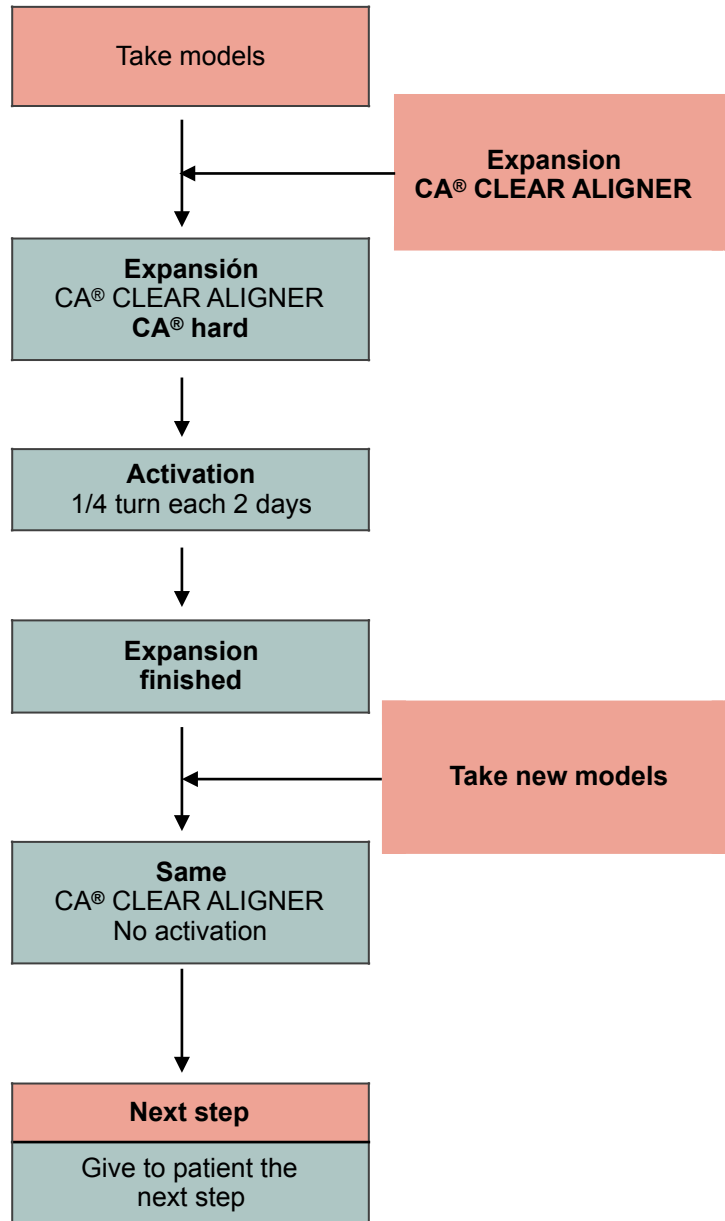 Take models
Expansion
CA® CLEAR ALIGNER
Expansión
CA® CLEAR ALIGNER
CA® hard
Activation
1/4 turn each 2 days
Expansion
finished
Take new models
Same
CA® CLEAR ALIGNER
No activation
Next step
Give to patient the
next step